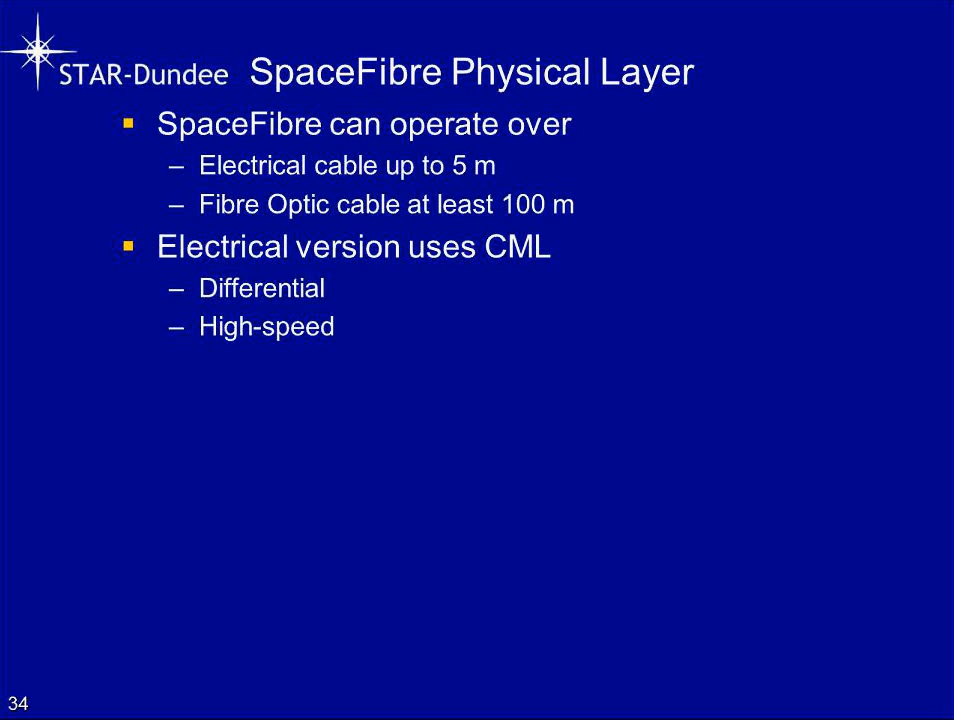 STAR-Dundee SpaceFibre Physical Layer
▪ SpaceFibre can operate over
– Electrical cable up to 5 m
– Fibre Optic cable at least 100 m
▪ Electrical version uses CML
– Differential
– High-speed
34